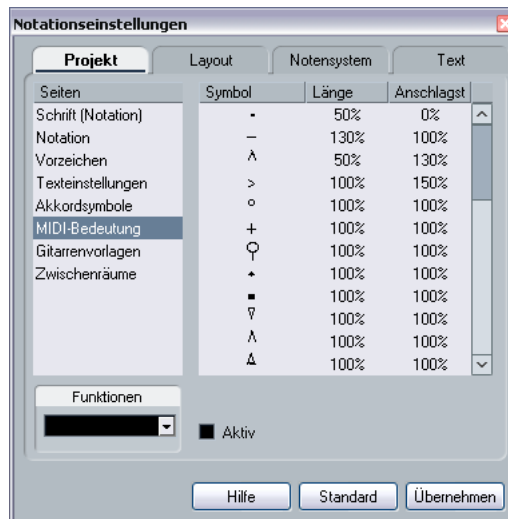 Notationseinstellungen
Projekt Layout Notensystem Text
Seiten Symbol Länge Anschlagst
Schrift (Notation) 50% 0%
Notation 130% 100%
Vorzeichen 50% 130%
Texteinstellungen > 100% 150%
Akkordsymbole 100% 100%
MIDI-Bedeutung + 100% 100%
Gitarrenvorlagen 100% 100%
Zwischenräume 100% 100%
100% 100%
100% 100%
100% 100%
100% 100%
Funktionen
Aktiv
Hilfe Standard Übernehmen